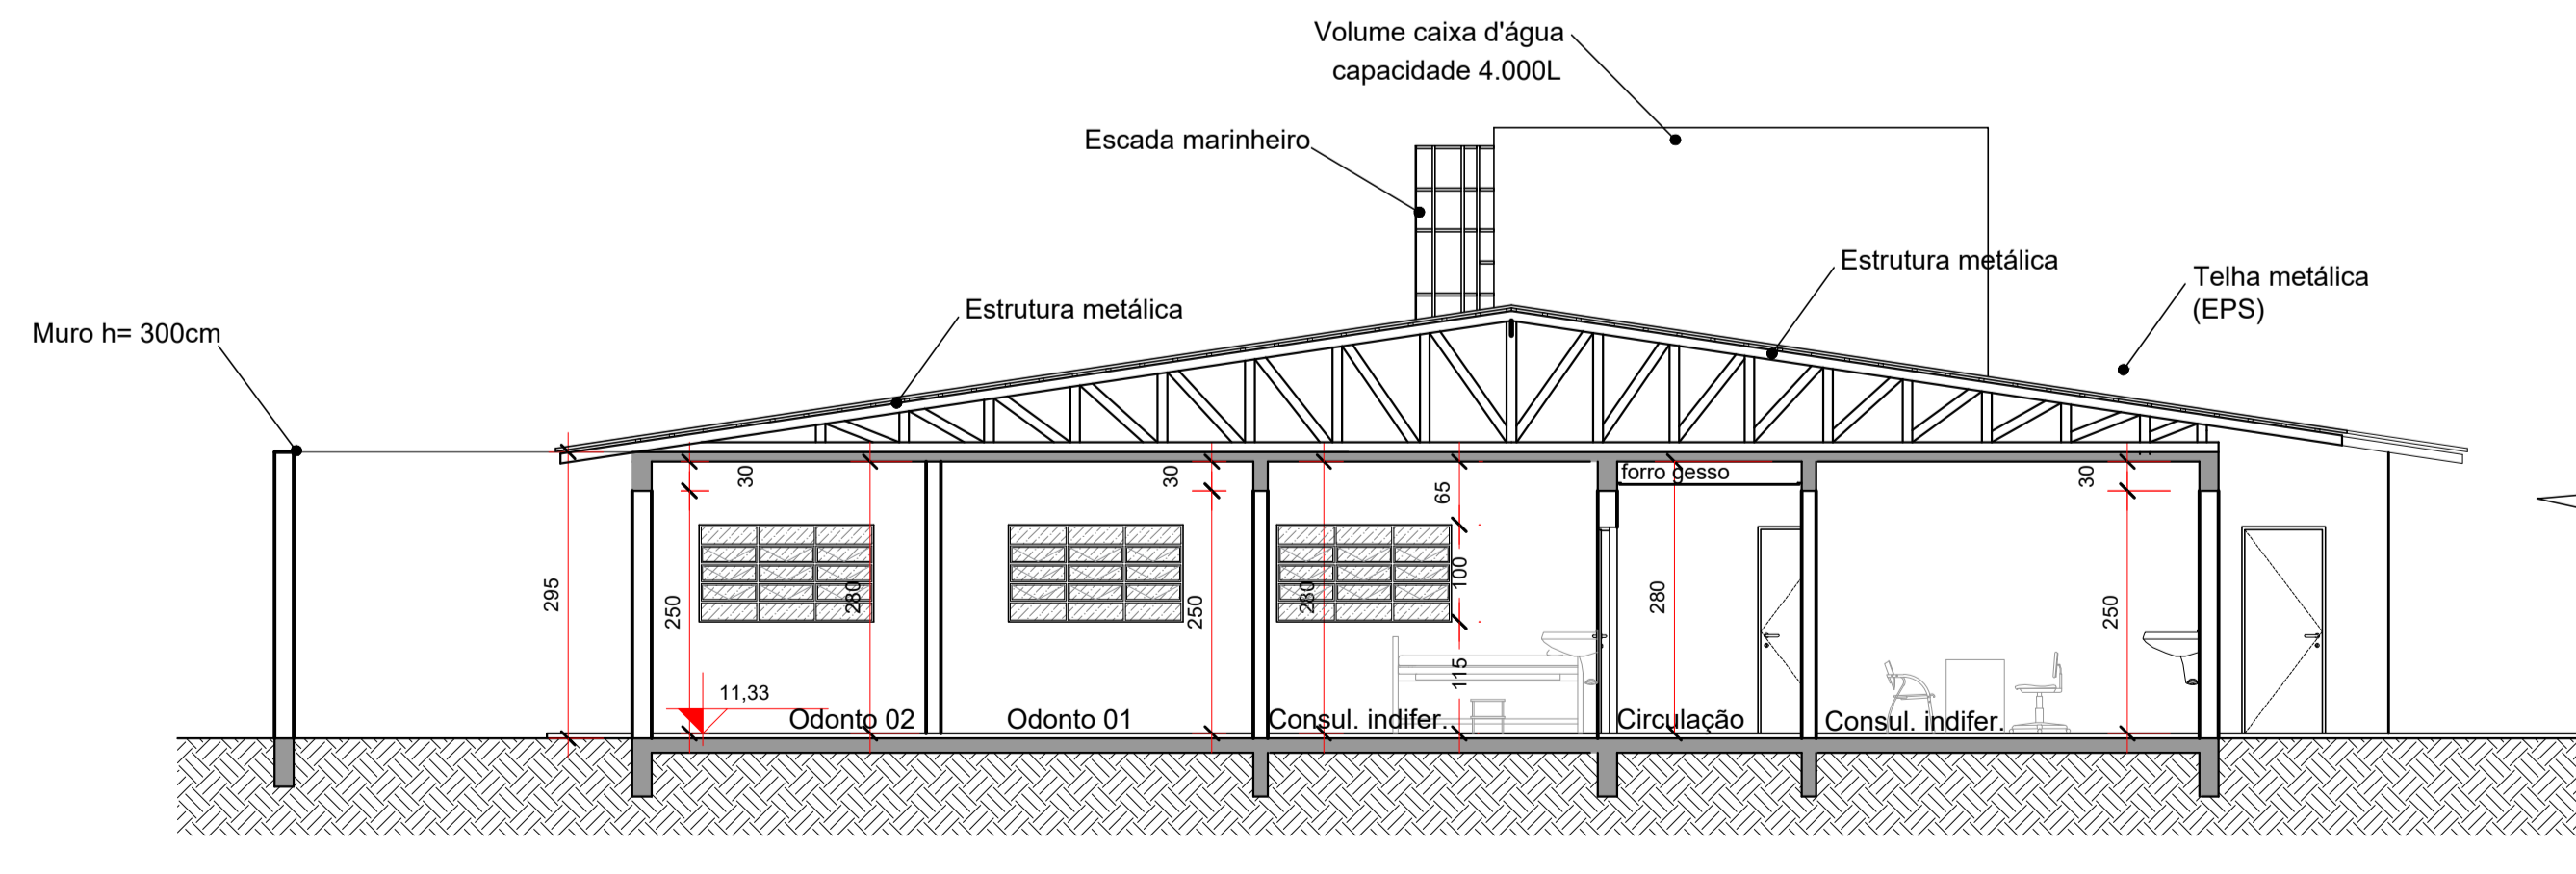 Volume caixa d'água
capacidade 4.000L
Escada marinheiro
Estrutura metálica
Telha metálica
(EPS)
Estrutura metálica
Muro h= 300cm
30
30
65
forro gesso
30
295
250
280
250
280
100
280
250
115
11,33
Odonto 02
Odonto 01
Consul. indifer.
Circulação
Consul. indifer.